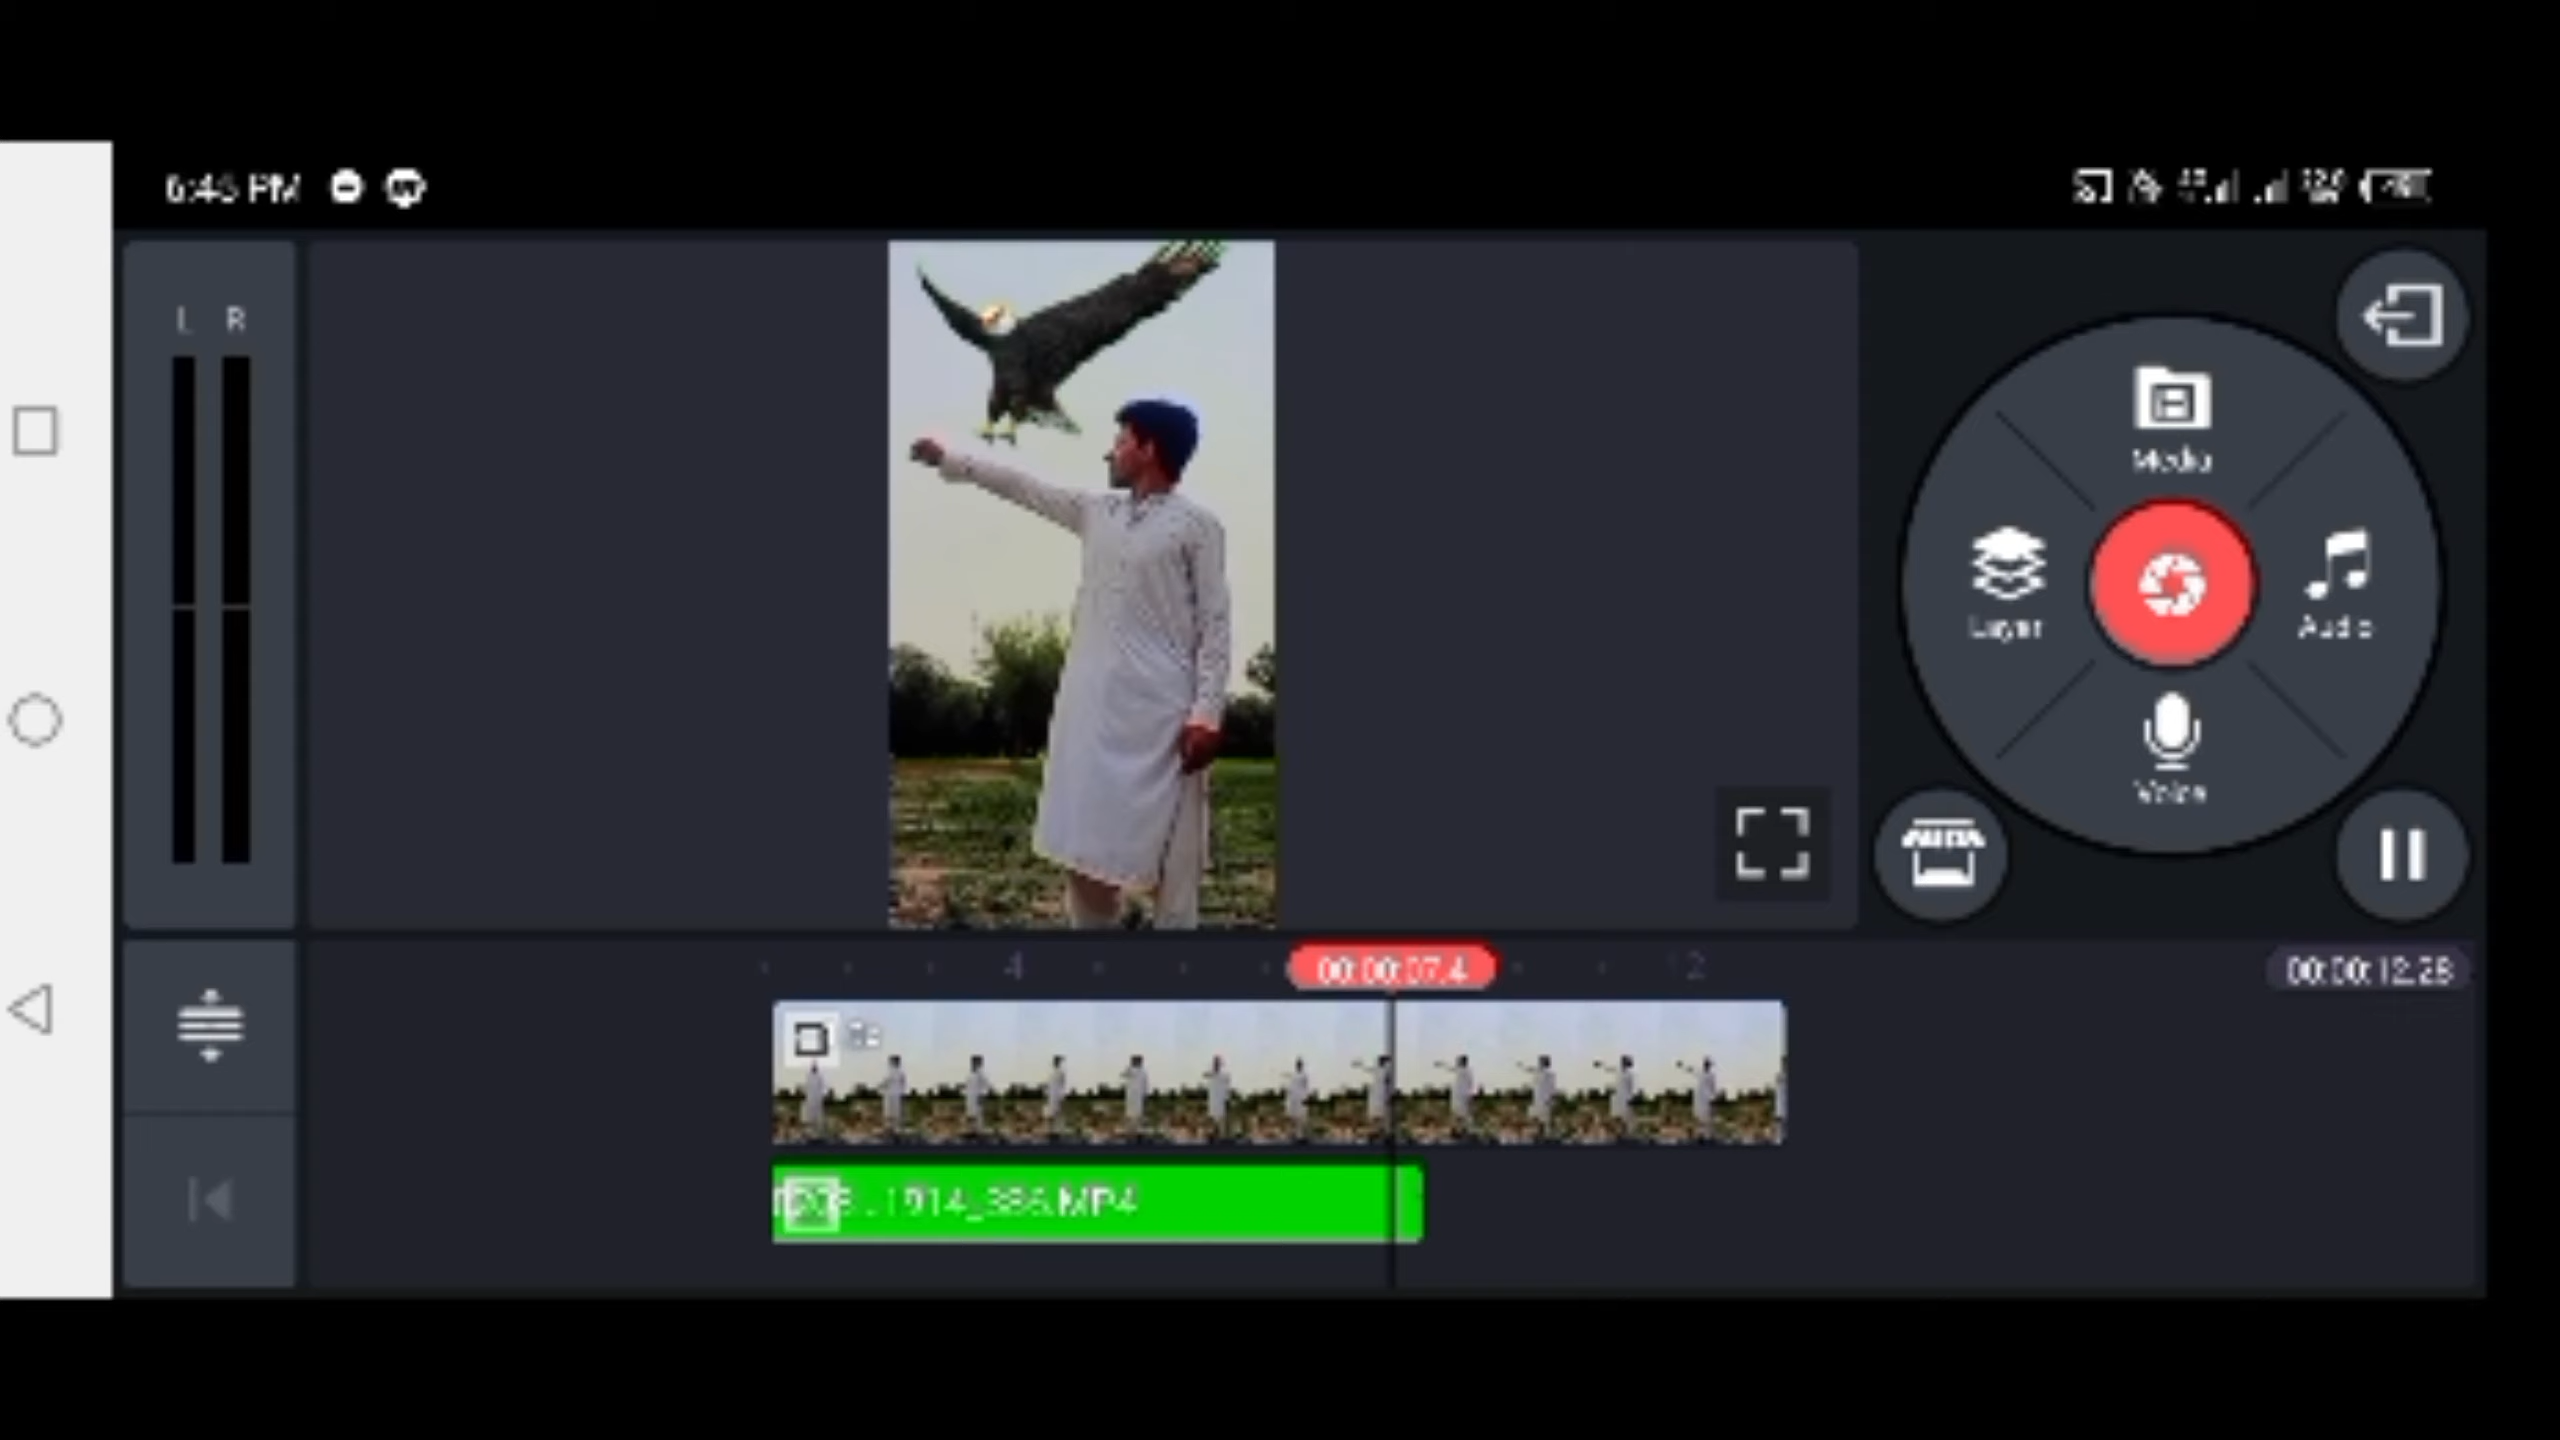 6:45 PM
L R
Media
Layer
Audio
Voice
4
00:00:07.4
12
00:00:12.28
1914_386.MP4